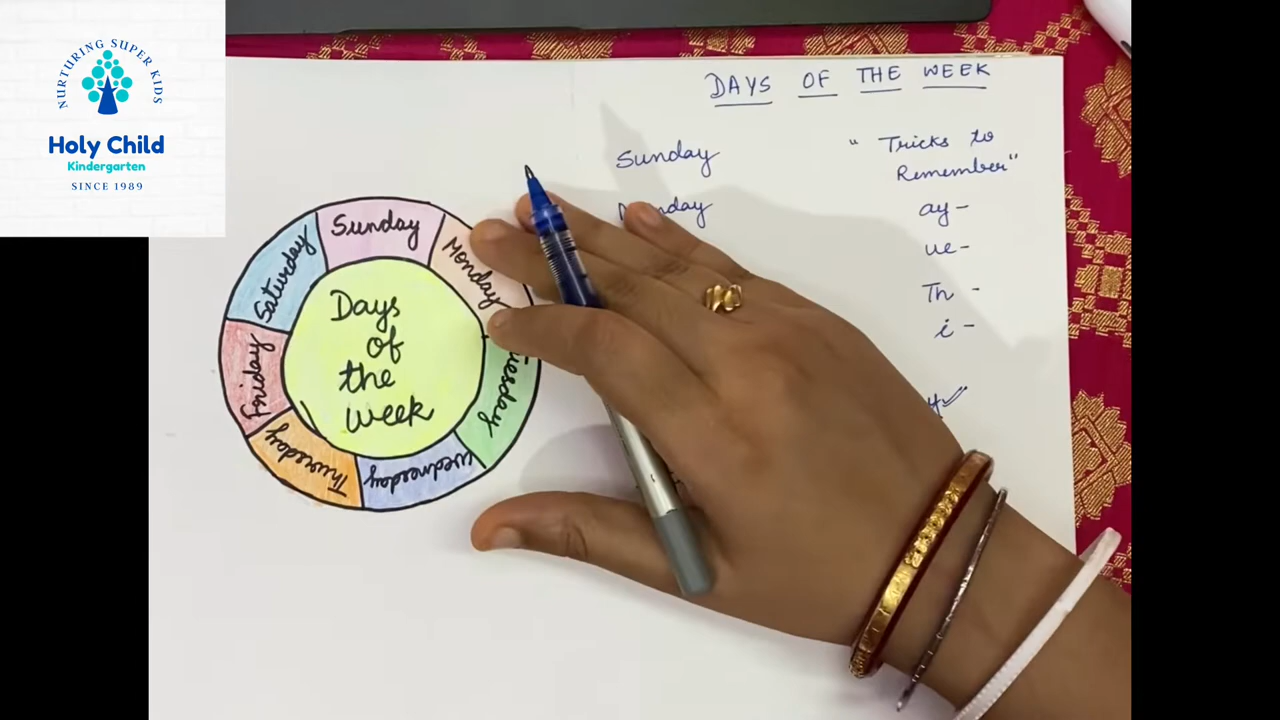 NURTURING SUPER KIDS
Holy Child
Kindergarten
SINCE 1989
DAYS OF THE WEEK
Sunday
" Tricks to
Remember"
ay -
ue -
Th -
i -
Sunday
Monday
Tuesday
Wednesday
Thursday
Friday
Saturday
Days
of
the
week